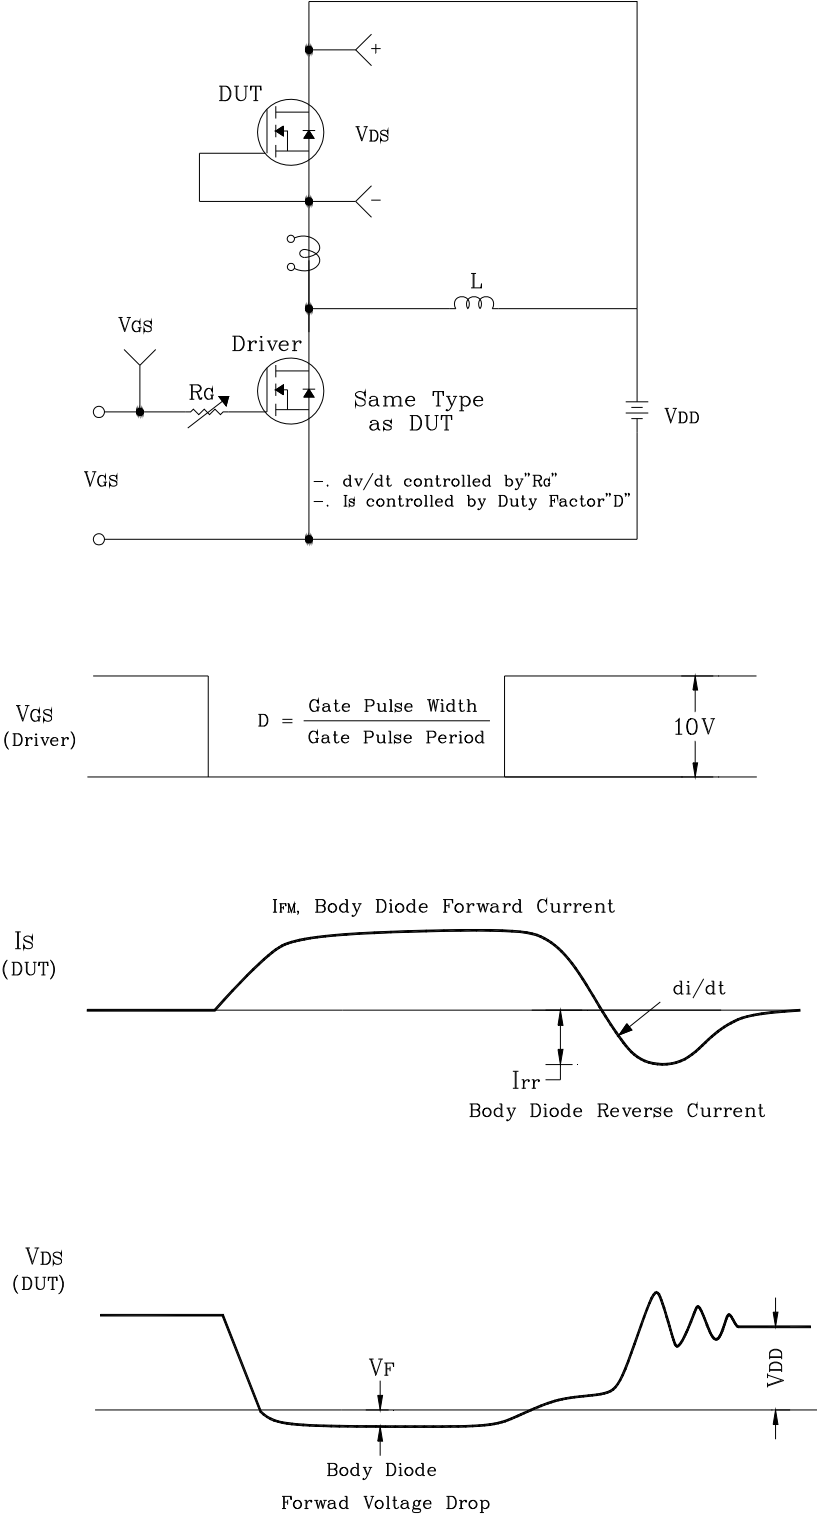 +
DUT
VDS
-
L
VGS
Driver
RG
Same Type
as DUT
VDD
VGS
-. dv/dt controlled by"RG"
-. Is controlled by Duty Factor"D"
VGS
(Driver)
D = Gate Pulse Width
Gate Pulse Period
10V
IFM, Body Diode Forward Current
IS
(DUT)
di/dt
Irr
Body Diode Reverse Current
VDS
(DUT)
VF
VDD
Body Diode
Forwad Voltage Drop